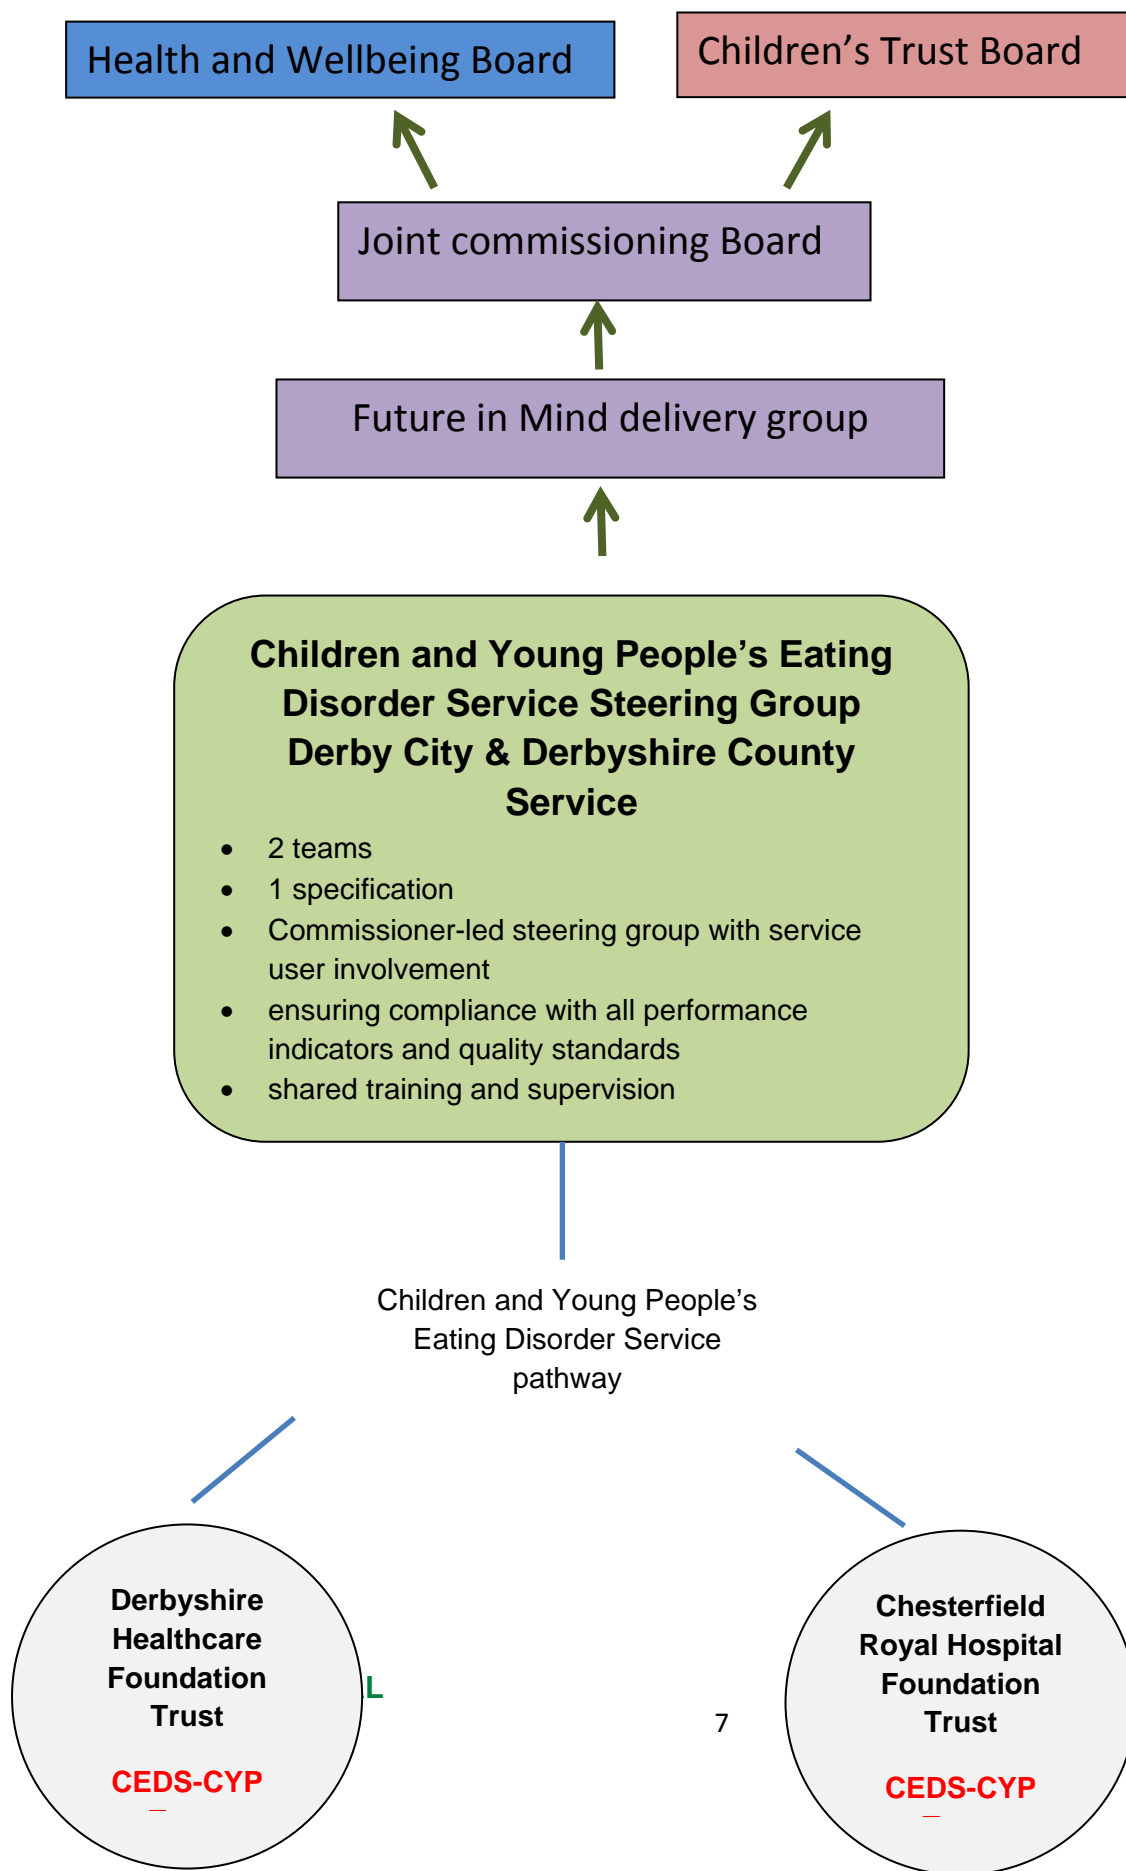 Health and Wellbeing Board
Children’s Trust Board
Joint commissioning Board
Future in Mind delivery group
Children and Young People’s Eating
Disorder Service Steering Group
Derby City & Derbyshire County
Service
• 2 teams
• 1 specification
• Commissioner-led steering group with service
user involvement
• ensuring compliance with all performance
indicators and quality standards
• shared training and supervision
Children and Young People’s
Eating Disorder Service
pathway
Derbyshire
Healthcare
Foundation
Trust
CEDS-CYP
L
7
Chesterfield
Royal Hospital
Foundation
Trust
CEDS-CYP